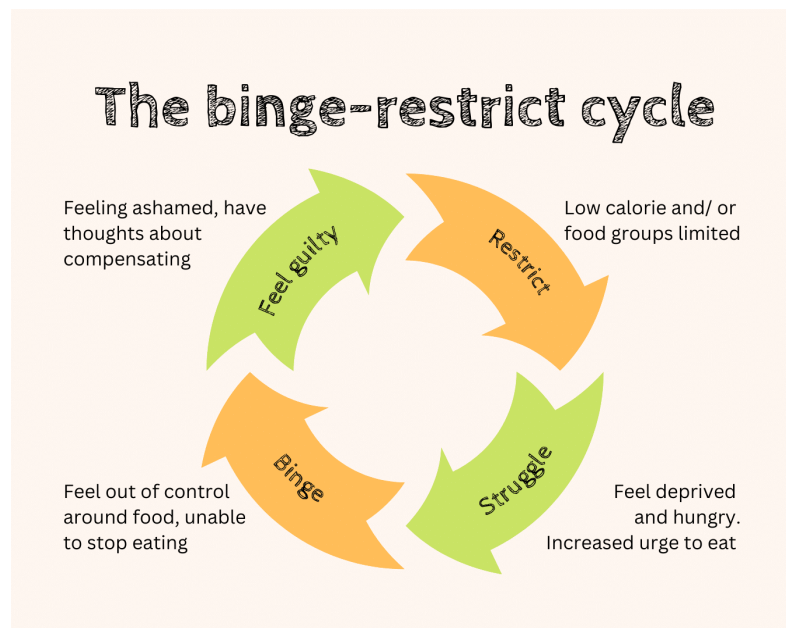 The binge-restrict cycle
Feeling ashamed, have
thoughts about
compensating
Feel guilty
Restrict
Low calorie and/ or
food groups limited
Feel out of control
around food, unable
to stop eating
Binge
Struggle
Feel deprived
and hungry.
Increased urge to eat